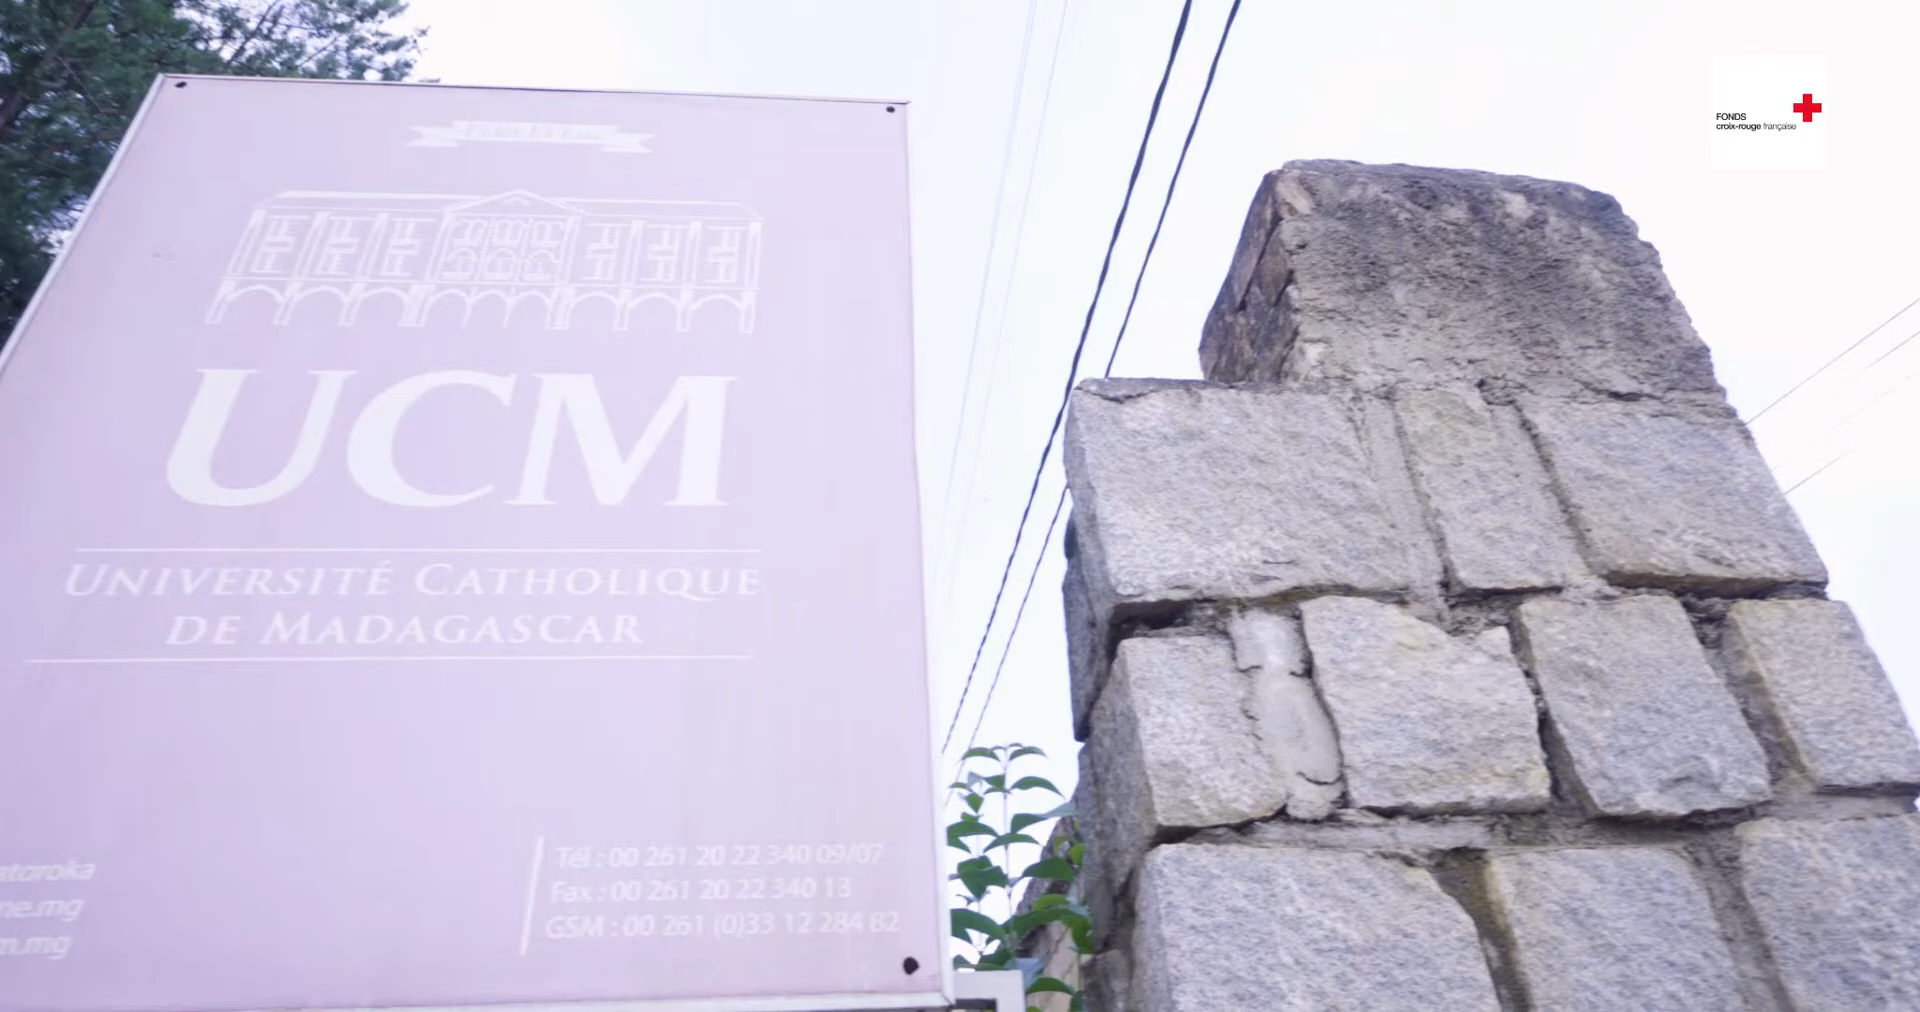 FONDS
croix-rouge française
UCM
UNIVERSITÉ CATHOLIQUE
DE MADAGASCAR
Tél : 00 261 20 22 340 09/07
Fax : 00 261 20 22 340 13
GSM : 00 261 (0)33 12 284 82